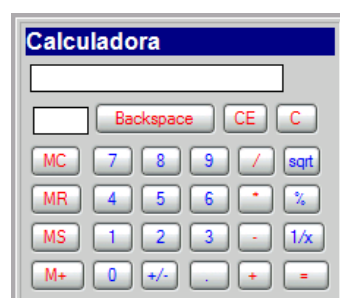 Calculadora
Backspace CE C
MC 7 8 9 / sqrt
MR 4 5 6 * %
MS 1 2 3 - 1/x
M+ 0 +/- . + =